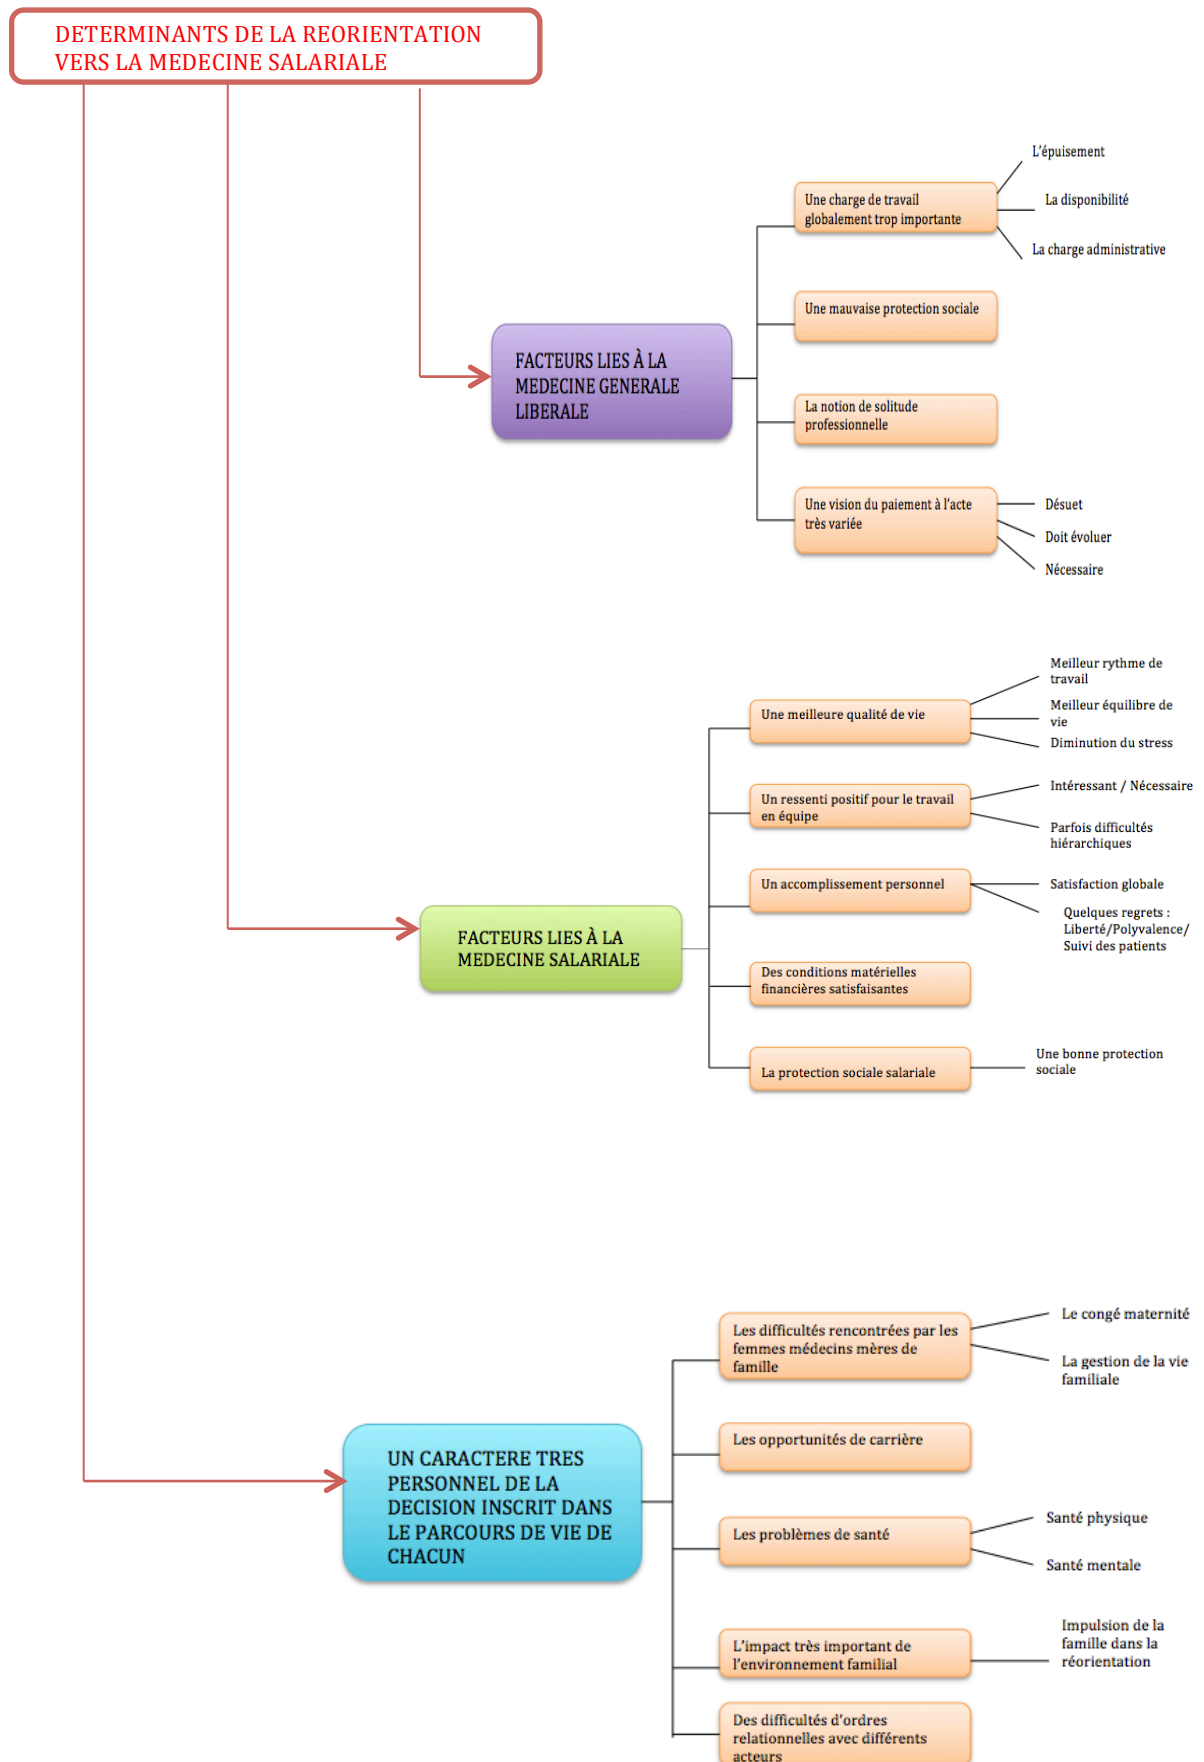 DETERMINANTS DE LA REORIENTATION
VERS LA MEDECINE SALARIALE
FACTEURS LIES À LA
MEDECINE GENERALE
LIBERALE
Une charge de travail
globalement trop importante
L'épuisement
La disponibilité
La charge administrative
Une mauvaise protection sociale
La notion de solitude
professionnelle
Une vision du paiement à l'acte
très variée
Désuet
Doit évoluer
Nécessaire
FACTEURS LIES À LA
MEDECINE SALARIALE
Une meilleure qualité de vie
Meilleur rythme de
travail
Meilleur équilibre de
vie
Diminution du stress
Un ressenti positif pour le travail
en équipe
Intéressant / Nécessaire
Parfois difficultés
hiérarchiques
Un accomplissement personnel
Satisfaction globale
Quelques regrets :
Liberté/Polyvalence/
Suivi des patients
Des conditions matérielles
financières satisfaisantes
La protection sociale salariale
Une bonne protection
sociale
UN CARACTERE TRES
PERSONNEL DE LA
DECISION INSCRIT DANS
LE PARCOURS DE VIE DE
CHACUN
Les difficultés rencontrées par les
femmes médecins mères de
famille
Le congé maternité
La gestion de la vie
familiale
Les opportunités de carrière
Les problèmes de santé
Santé physique
Santé mentale
L'impact très important de
l'environnement familial
Impulsion de la
famille dans la
réorientation
Des difficultés d'ordres
relationnelles avec différents
acteurs